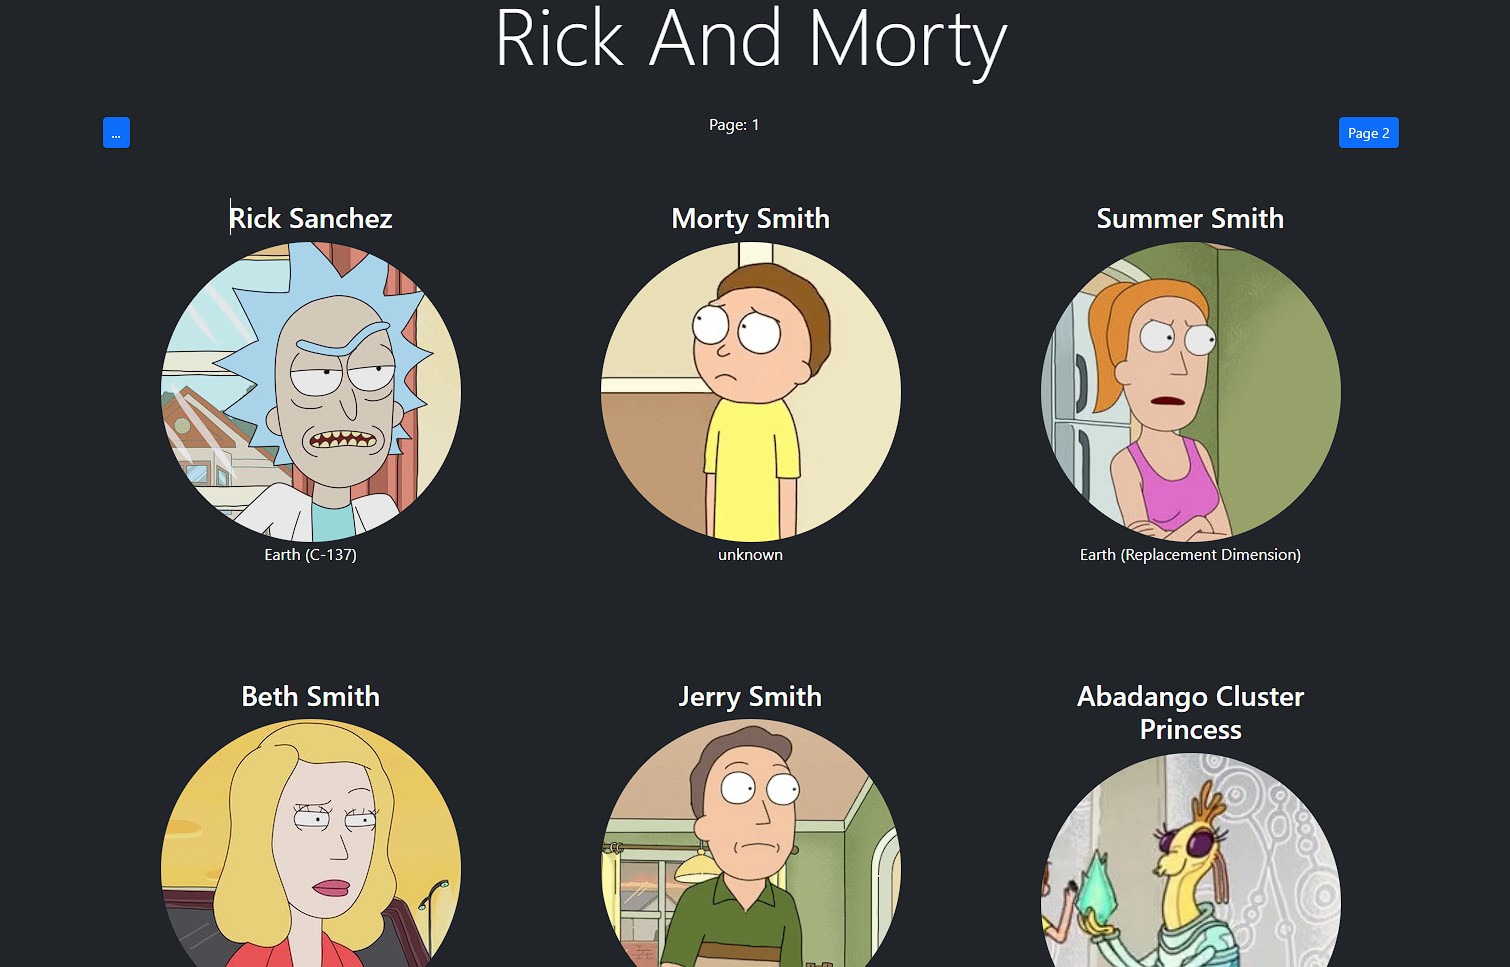 Rick And Morty
...
Page: 1
Page 2
Rick Sanchez
Morty Smith
Summer Smith
Earth (C-137)
unknown
Earth (Replacement Dimension)
Beth Smith
Jerry Smith
Abadango Cluster
Princess